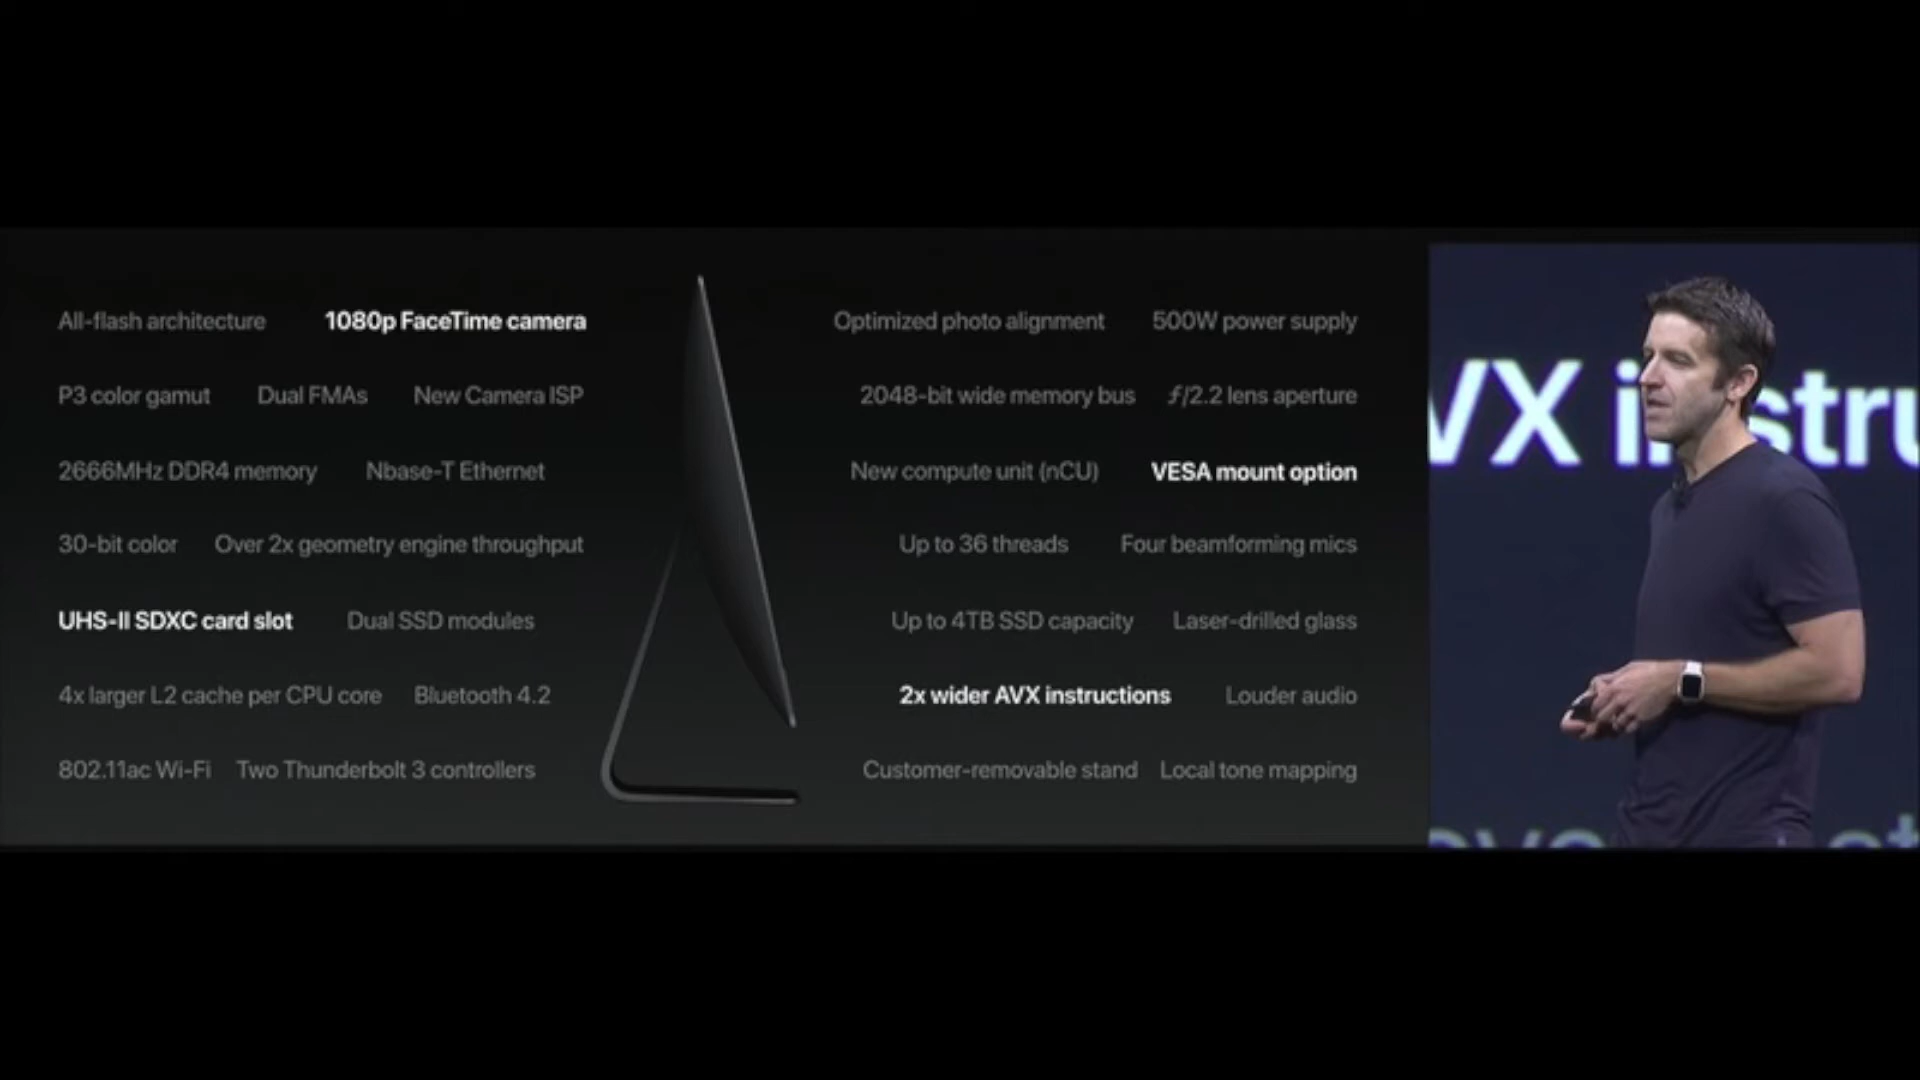 All-flash architecture 1080p FaceTime camera
P3 color gamut Dual FMAs New Camera ISP
2666MHz DDR4 memory Nbase-T Ethernet
30-bit color Over 2x geometry engine throughput
UHS-II SDXC card slot Dual SSD modules
4x larger L2 cache per CPU core Bluetooth 4.2
802.11ac Wi-Fi Two Thunderbolt 3 controllers
Optimized photo alignment 500W power supply
2048-bit wide memory bus ƒ/2.2 lens aperture
New compute unit (nCU) VESA mount option
Up to 36 threads Four beamforming mics
Up to 4TB SSD capacity Laser-drilled glass
2x wider AVX instructions Louder audio
Customer-removable stand Local tone mapping